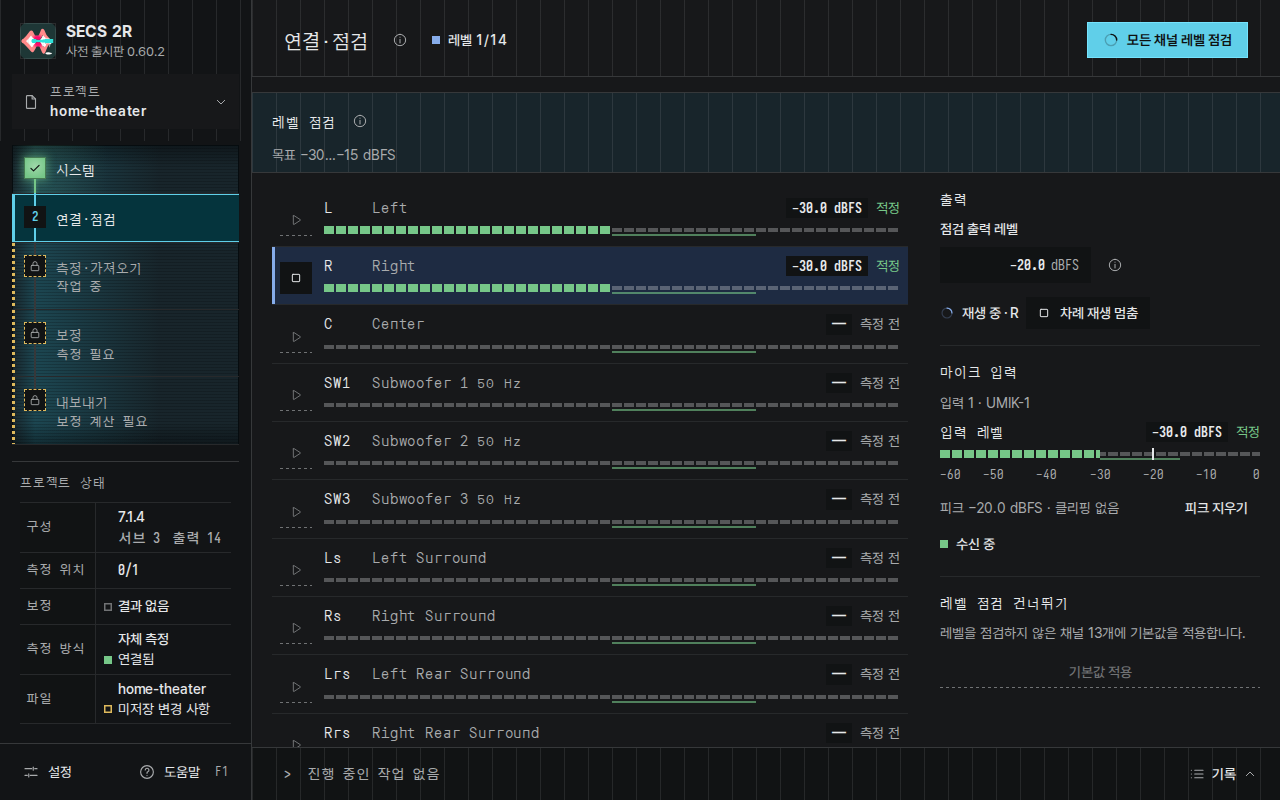 SECS 2R
사전 출시판 0.60.2
프로젝트
home-theater
시스템
2 연결·점검
측정·가져오기
작업 중
보정
측정 필요
내보내기
보정 계산 필요
프로젝트 상태
구성 7.1.4
서브 3 출력 14
측정 위치 0/1
보정 결과 없음
측정 방식 자체 측정
연결됨
파일 home-theater
미저장 변경 사항
설정 도움말 F1
연결·점검 레벨 1/14 모든 채널 레벨 점검
레벨 점검
목표 −30…−15 dBFS
L Left −30.0 dBFS 적정
R Right −30.0 dBFS 적정
C Center — 측정 전
SW1 Subwoofer 1 50 Hz — 측정 전
SW2 Subwoofer 2 50 Hz — 측정 전
SW3 Subwoofer 3 50 Hz — 측정 전
Ls Left Surround — 측정 전
Rs Right Surround — 측정 전
Lrs Left Rear Surround — 측정 전
Rrs Right Rear Surround — 측정 전
출력
점검 출력 레벨
−20.0 dBFS
재생 중·R 차례 재생 멈춤
마이크 입력
입력 1 · UMIK-1
입력 레벨 −30.0 dBFS 적정
−60 −50 −40 −30 −20 −10 0
피크 −20.0 dBFS · 클리핑 없음 피크 지우기
수신 중
레벨 점검 건너뛰기
레벨을 점검하지 않은 채널 13개에 기본값을 적용합니다.
기본값 적용
> 진행 중인 작업 없음 기록